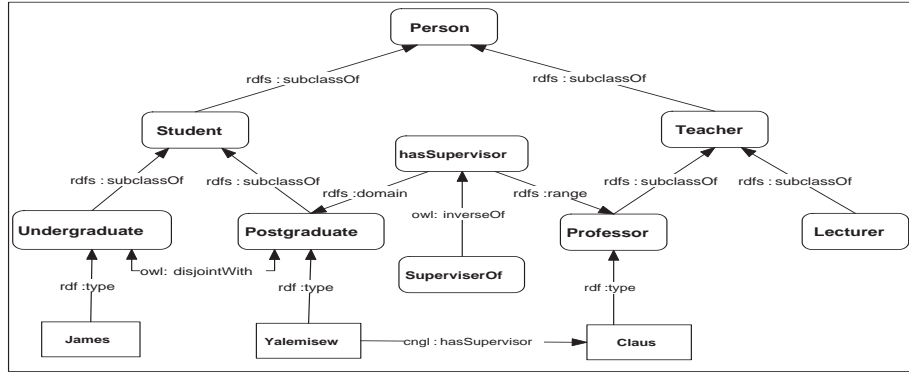 Person
rdfs : subclassOf
rdfs : subclassOf
Student
Teacher
hasSupervisor
rdfs : subclassOf
rdfs : subclassOf
rdfs :domain
rdfs :range
rdfs : subclassOf
rdfs : subclassOf
owl: inverseOf
Undergraduate
Postgraduate
Professor
Lecturer
owl: disjointWith
SuperviserOf
rdf :type
rdf :type
rdf :type
James
Yalemisew
cngl : hasSupervisor
Claus